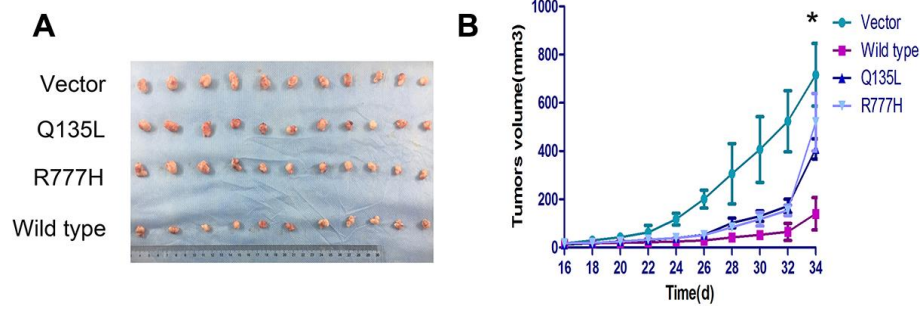 A
Vector
Q135L
R777H
Wild type
B
Tumors volume(mm3)
1000
800
600
400
200
0
16 18 20 22 24 26 28 30 32 34
Time(d)
*
Vector
Wild type
Q135L
R777H